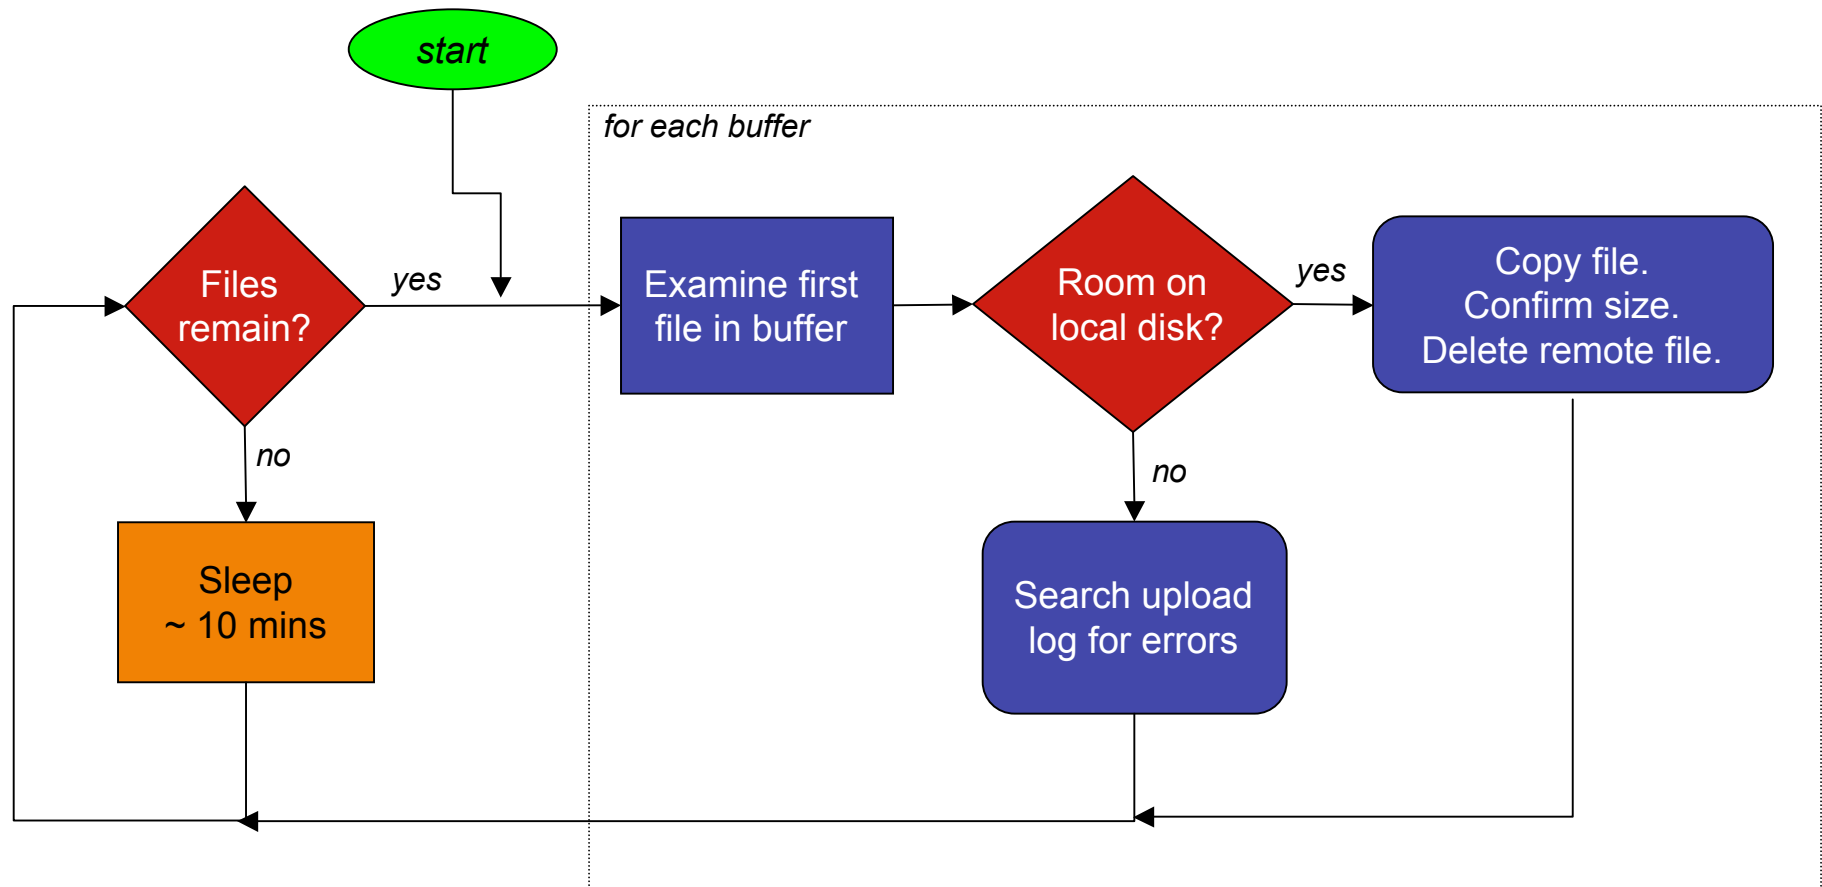 start
for each buffer
Files
remain?
yes
Examine first
file in buffer
Room on
local disk?
yes
Copy file.
Confirm size.
Delete remote file.
no
Sleep
~ 10 mins
no
Search upload
log for errors